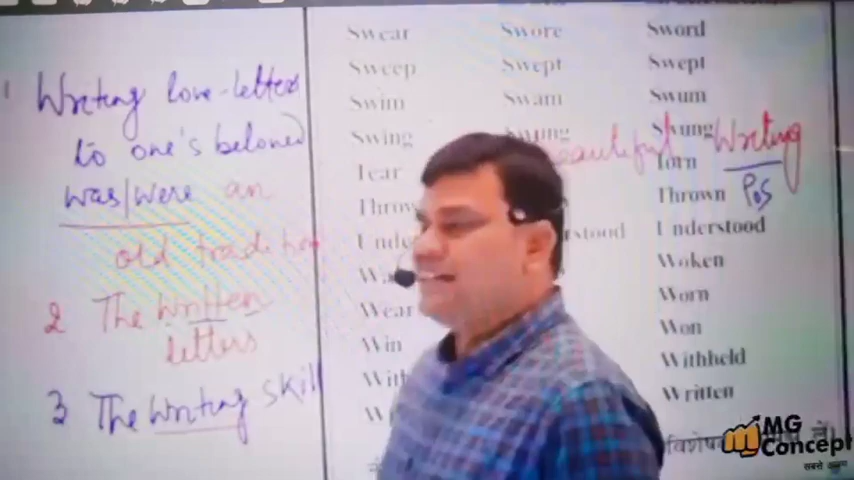 1 Writing love-letters
to one's beloved
was/were an
old tradition
2 The written
letters
3 The writing skill
Swear Swore Sword
Sweep Swept Swept
Swim Swam Swum
Swing Swung Swung
Tear Torn
Thrown
Understood
Woken
Wear Worn
Win Won
Withheld
Written
beautiful Writing
PoS
MG
Concept